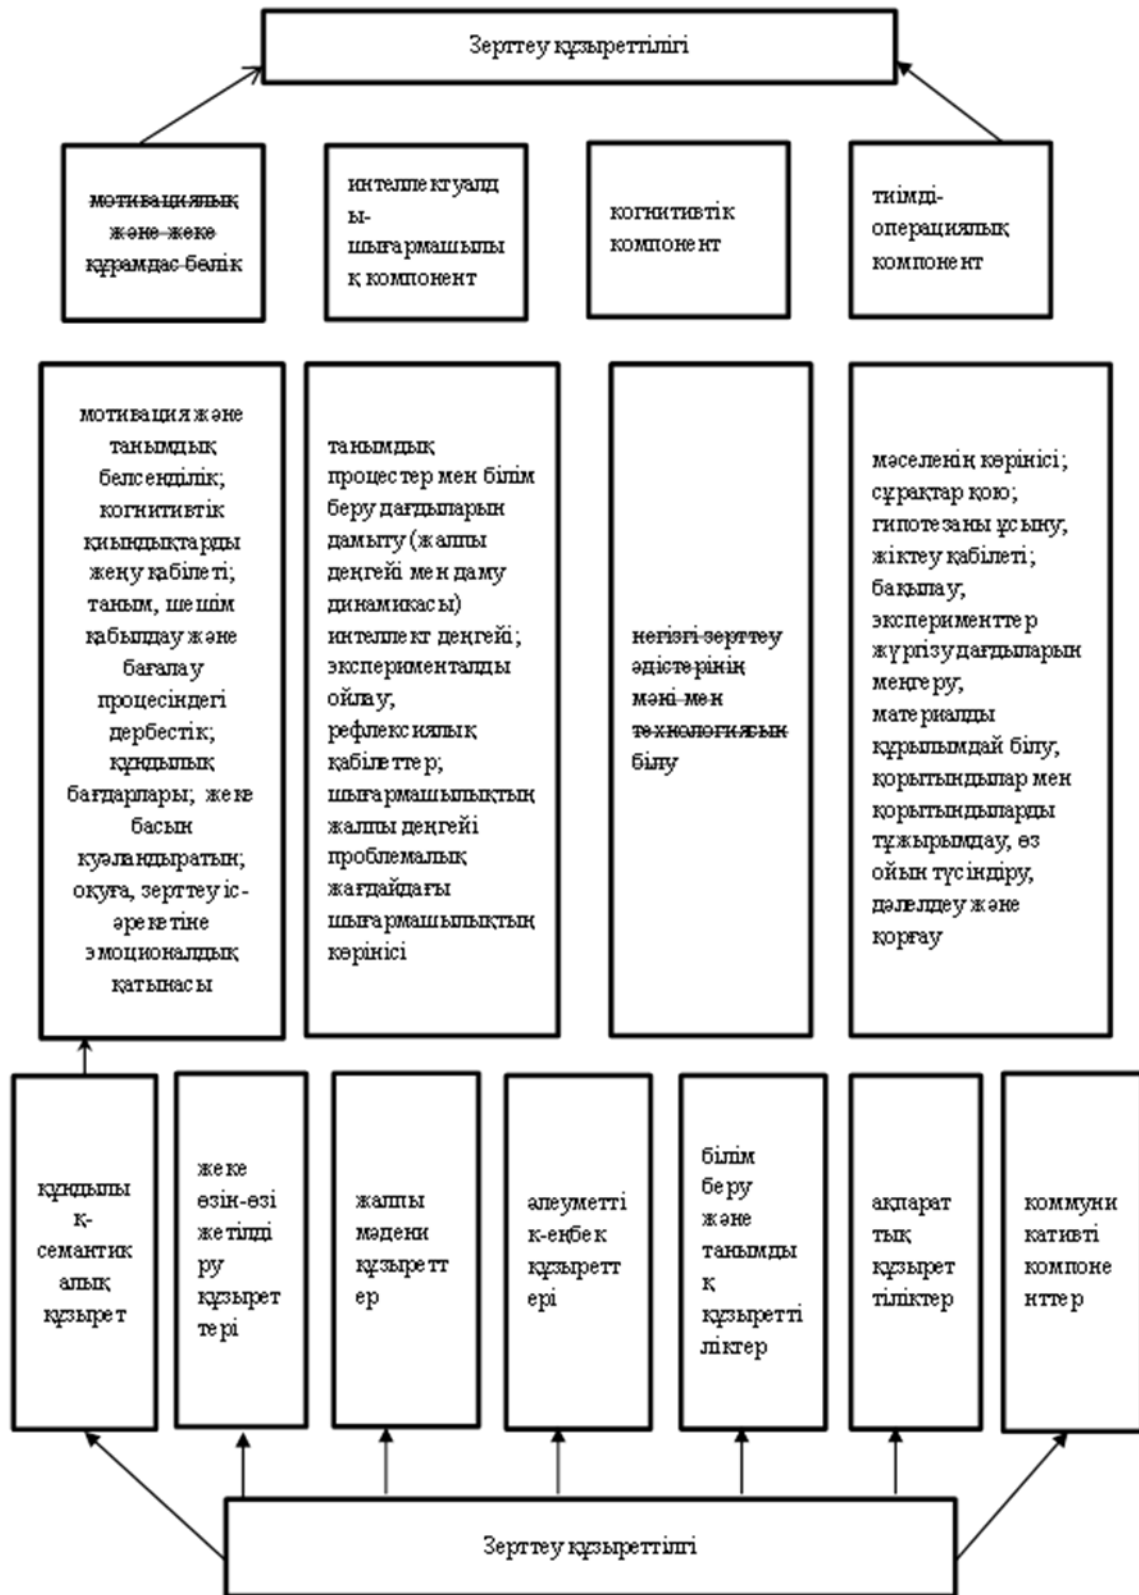 Зерттеу құзыреттілігі
мотивациялық
және жеке
құрамдас бөлік
интеллектуалд
ы-
шығармашылы
қ компонент
когнитивтік
компонент
тиімді-
операциялық
компонент
мотивация және
танымдық
белсенділік;
когнитивтік
қиындықтарды
жеңу қабілеті;
таным, шешім
қабылдау және
бағалау
процесіндегі
дербестік;
құндылық
бағдарлары; жеке
басын
куәландыратын;
оқуға, зерттеу іс-
әрекетіне
эмоционалдық
қатынасы
танымдық
процестер мен білім
беру дағдыларын
дамыту (жалпы
деңгейі мен даму
динамикасы)
интеллект деңгейі;
эксперименталды
ойлау;
рефлексиялық
қабілеттер;
шығармашылықтың
жалпы деңгейі
проблемалық
жағдайдағы
шығармашылықтың
көрінісі
негізгі зерттеу
әдістерінің
мәні мен
технологиясын
білу
мәселенің көрінісі;
сұрақтар қою;
гипотезаны ұсыну;
жіктеу қабілеті;
бақылау;
эксперименттер
жүргізу дағдыларын
меңгеру;
материалды
құрылымдай білу;
қорытындылар мен
қорытындыларды
тұжырымдау, өз
ойын түсіндіру,
дәлелдеу және
қорғау
құндылы
қ-
семантик
алық
құзырет
жеке
өзін-өзі
жетілді
ру
құзырет
тері
жалпы
мәдени
құзыретт
ер
әлеуметті
к-еңбек
құзыретт
ері
білім
беру
және
танымды
қ
құзыретті
ліктер
ақпарат
тық
құзырет
тіліктер
коммуни
кативті
компоне
нттер
Зерттеу құзыреттілгі